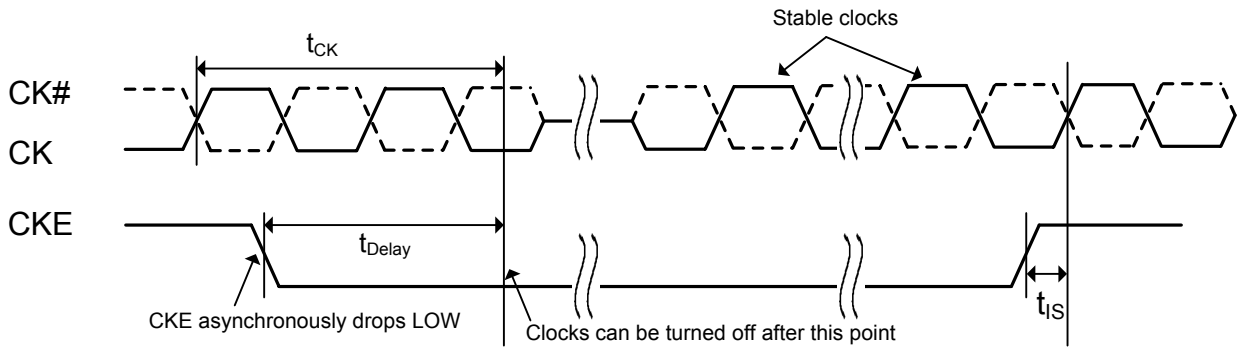 Stable clocks
tCK
CK#
CK
CKE
tDelay
tIS
CKE asynchronously drops LOW
Clocks can be turned off after this point